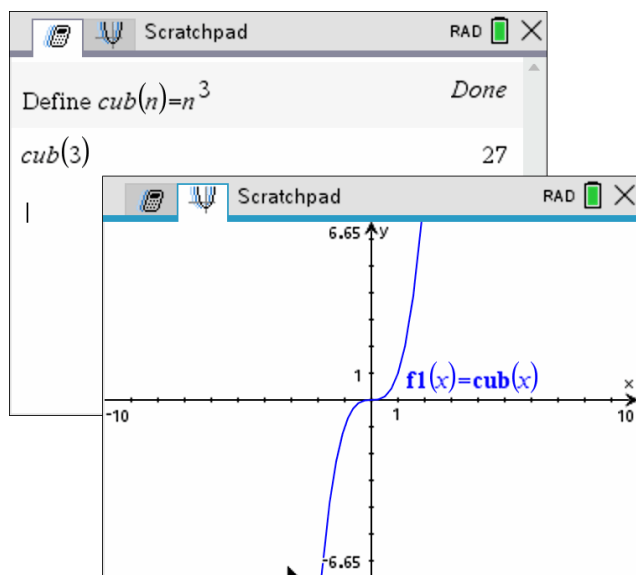 Scratchpad RAD
Define cub(n)=n³ Done
cub(3) 27
Scratchpad RAD
6.65 y
1 f1(x)=cub(x)
x
-10 1 10
-6.65